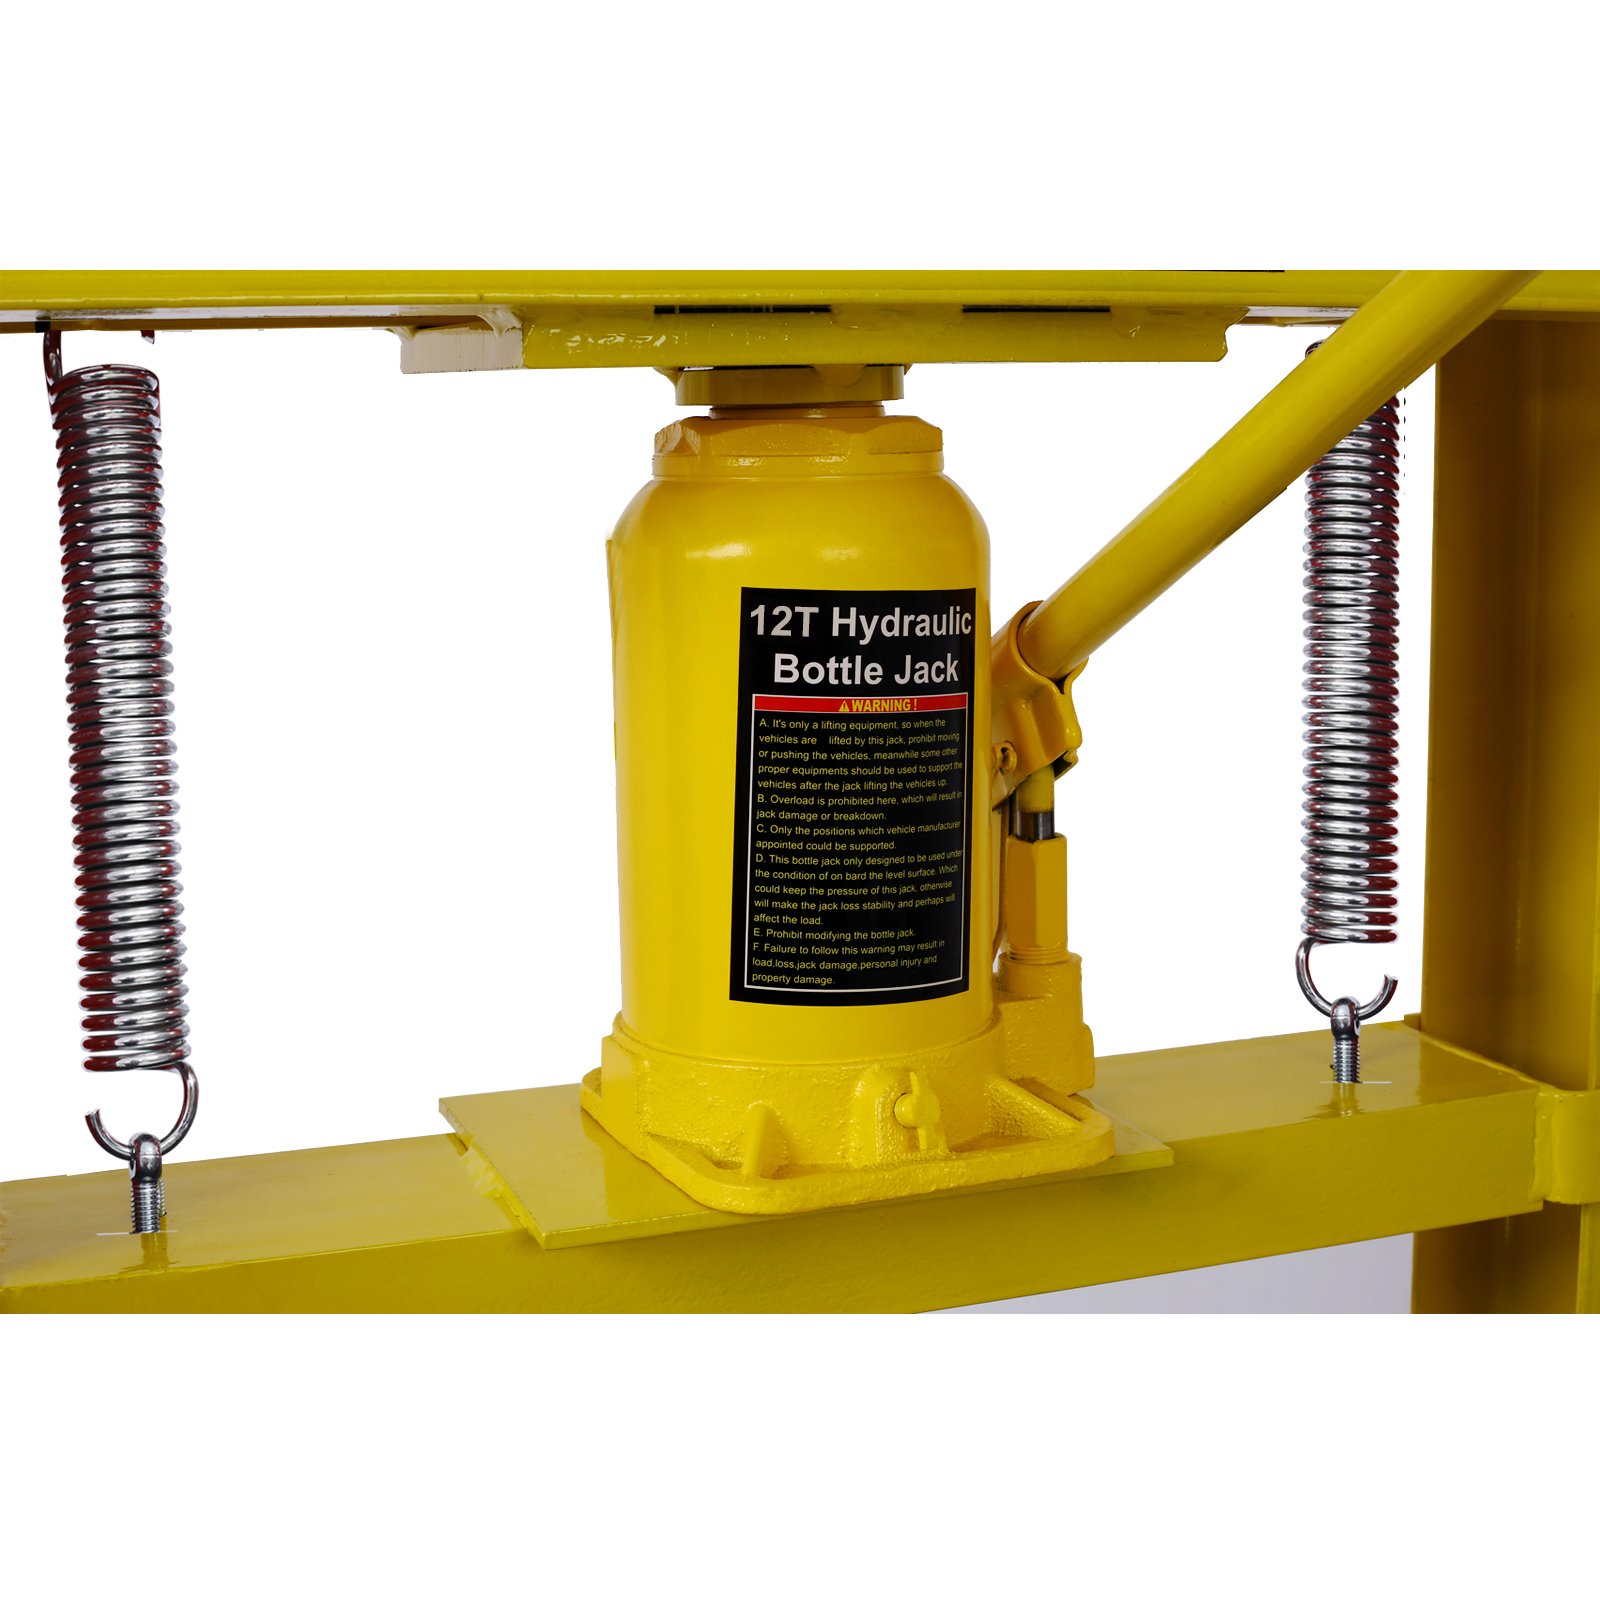 12T Hydraulic
Bottle Jack
WARNING !
A. It's only a lifting equipment, so when the
vehicles are lifted by this jack, prohibit moving
or pushing the vehicles, meanwhile some other
proper equipments should be used to support the
vehicles after the jack lifting the vehicles up.
B. Overload is prohibited here, which will result in
jack damage or breakdown.
C. Only the positions which vehicle manufacturer
appointed could be supported.
D. This bottle jack only designed to be used under
the condition of on bard the level surface. Which
could keep the pressure of this jack, otherwise
will make the jack loss stability and perhaps will
affect the load.
E. Prohibit modifying the bottle jack.
F. Failure to follow this warning may result in
load,loss,jack damage,personal injury and
property damage.